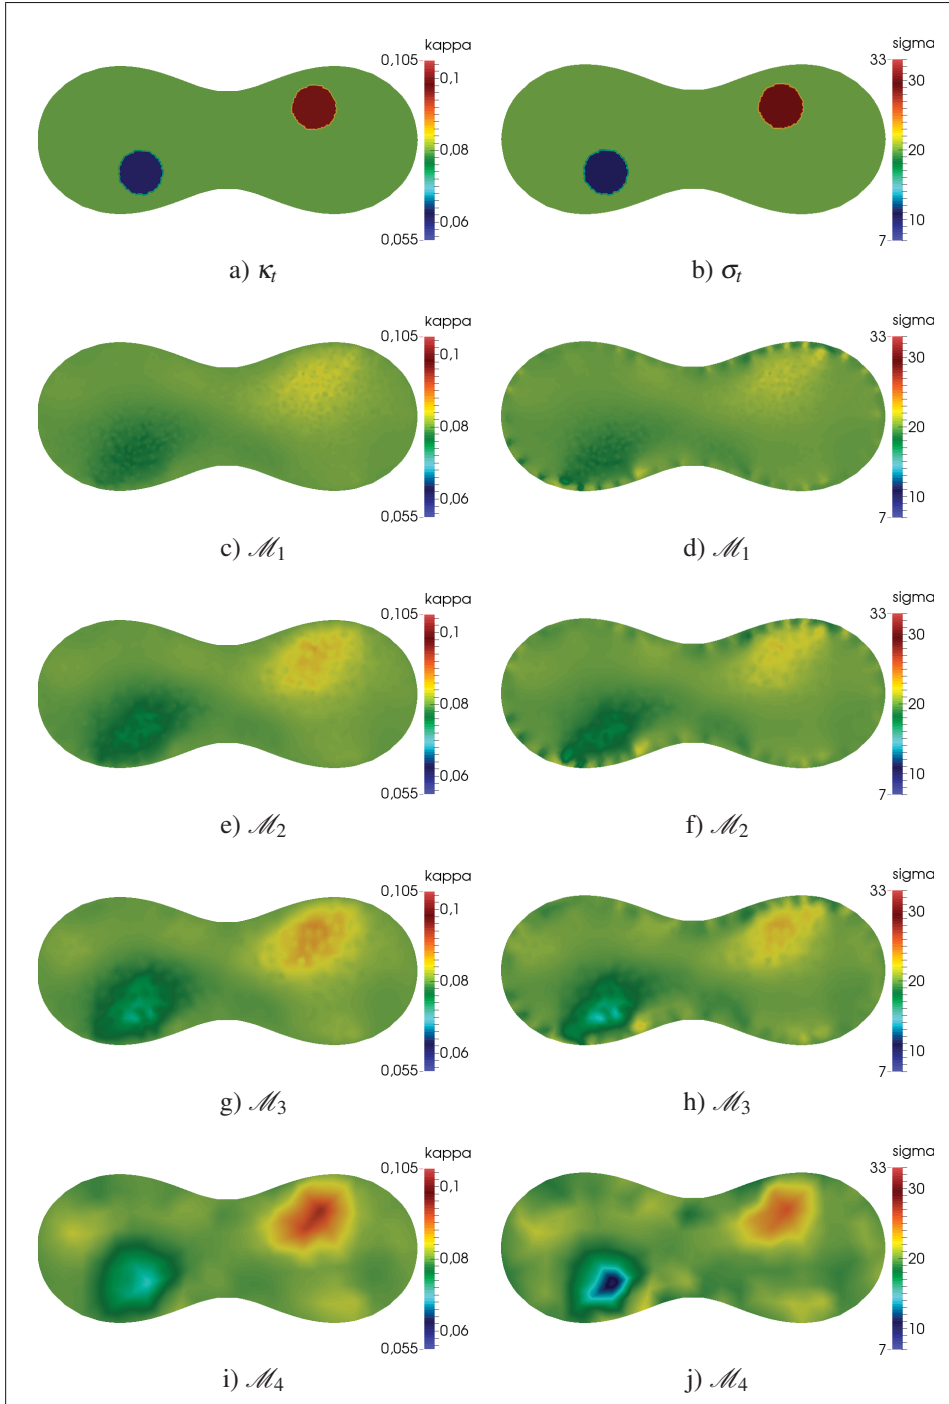 kappa
0,105
0,1
0,08
0,06
0,055
a) κt
sigma
33
30
20
10
7
b) σt
kappa
0,105
0,1
0,08
0,06
0,055
c) ℳ1
sigma
33
30
20
10
7
d) ℳ1
kappa
0,105
0,1
0,08
0,06
0,055
e) ℳ2
sigma
33
30
20
10
7
f) ℳ2
kappa
0,105
0,1
0,08
0,06
0,055
g) ℳ3
sigma
33
30
20
10
7
h) ℳ3
kappa
0,105
0,1
0,08
0,06
0,055
i) ℳ4
sigma
33
30
20
10
7
j) ℳ4